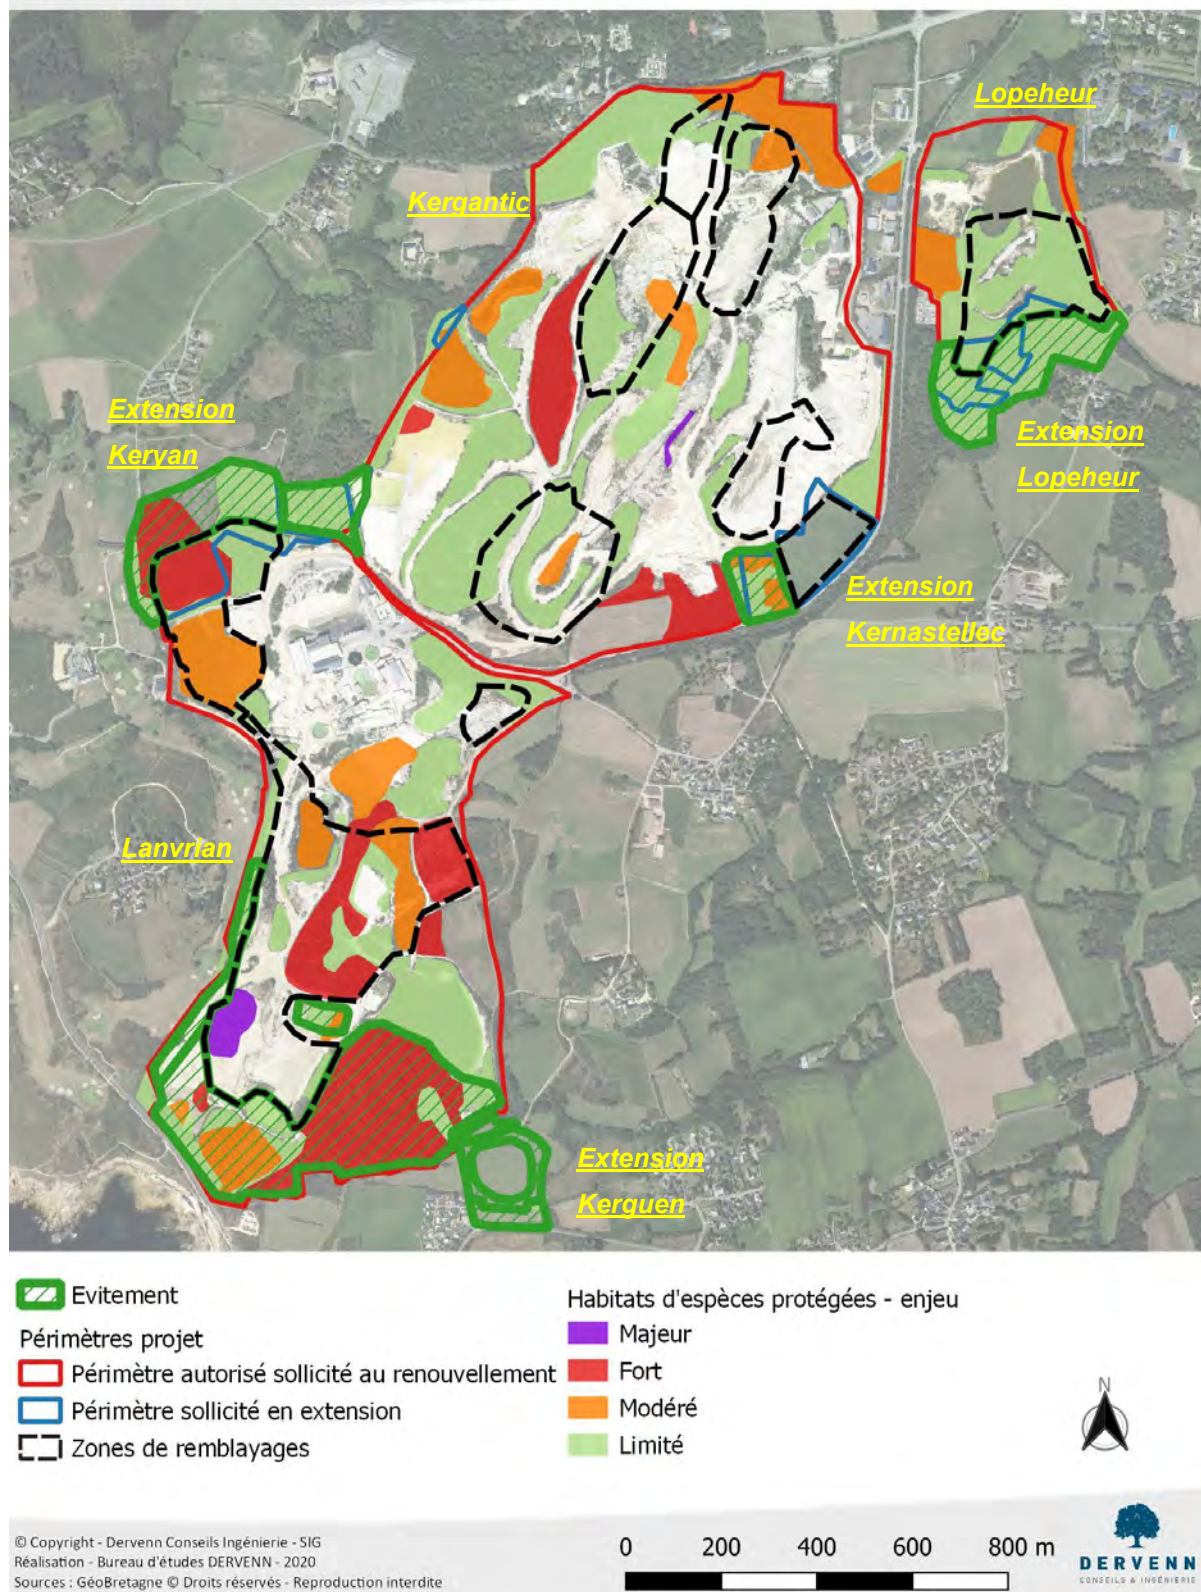 Lopeheur
Kergantic
Extension
Keryan
Extension
Lopeheur
Extension
Kernastellec
Lanvrian
Extension
Kerguen
Evitement
Périmètres projet
Périmètre autorisé sollicité au renouvellement
Périmètre sollicité en extension
Zones de remblayages
Habitats d'espèces protégées - enjeu
Majeur
Fort
Modéré
Limité
N
© Copyright - Dervenn Conseils Ingénierie - SIG
Réalisation - Bureau d'études DERVENN - 2020
Sources : GéoBretagne © Droits réservés - Reproduction interdite
0 200 400 600 800 m
DERVENN
CONSEILS & INGÉNIERIE